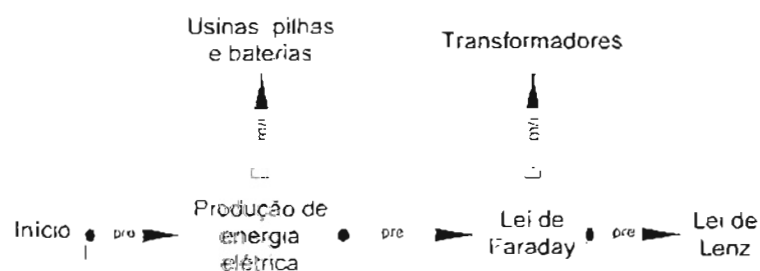 Usinas pilhas
e baterias
Transformadores
m/i
m/i
Início
pre
Produção de
energia
elétrica
pre
Lei de
Faraday
pre
Lei de
Lenz